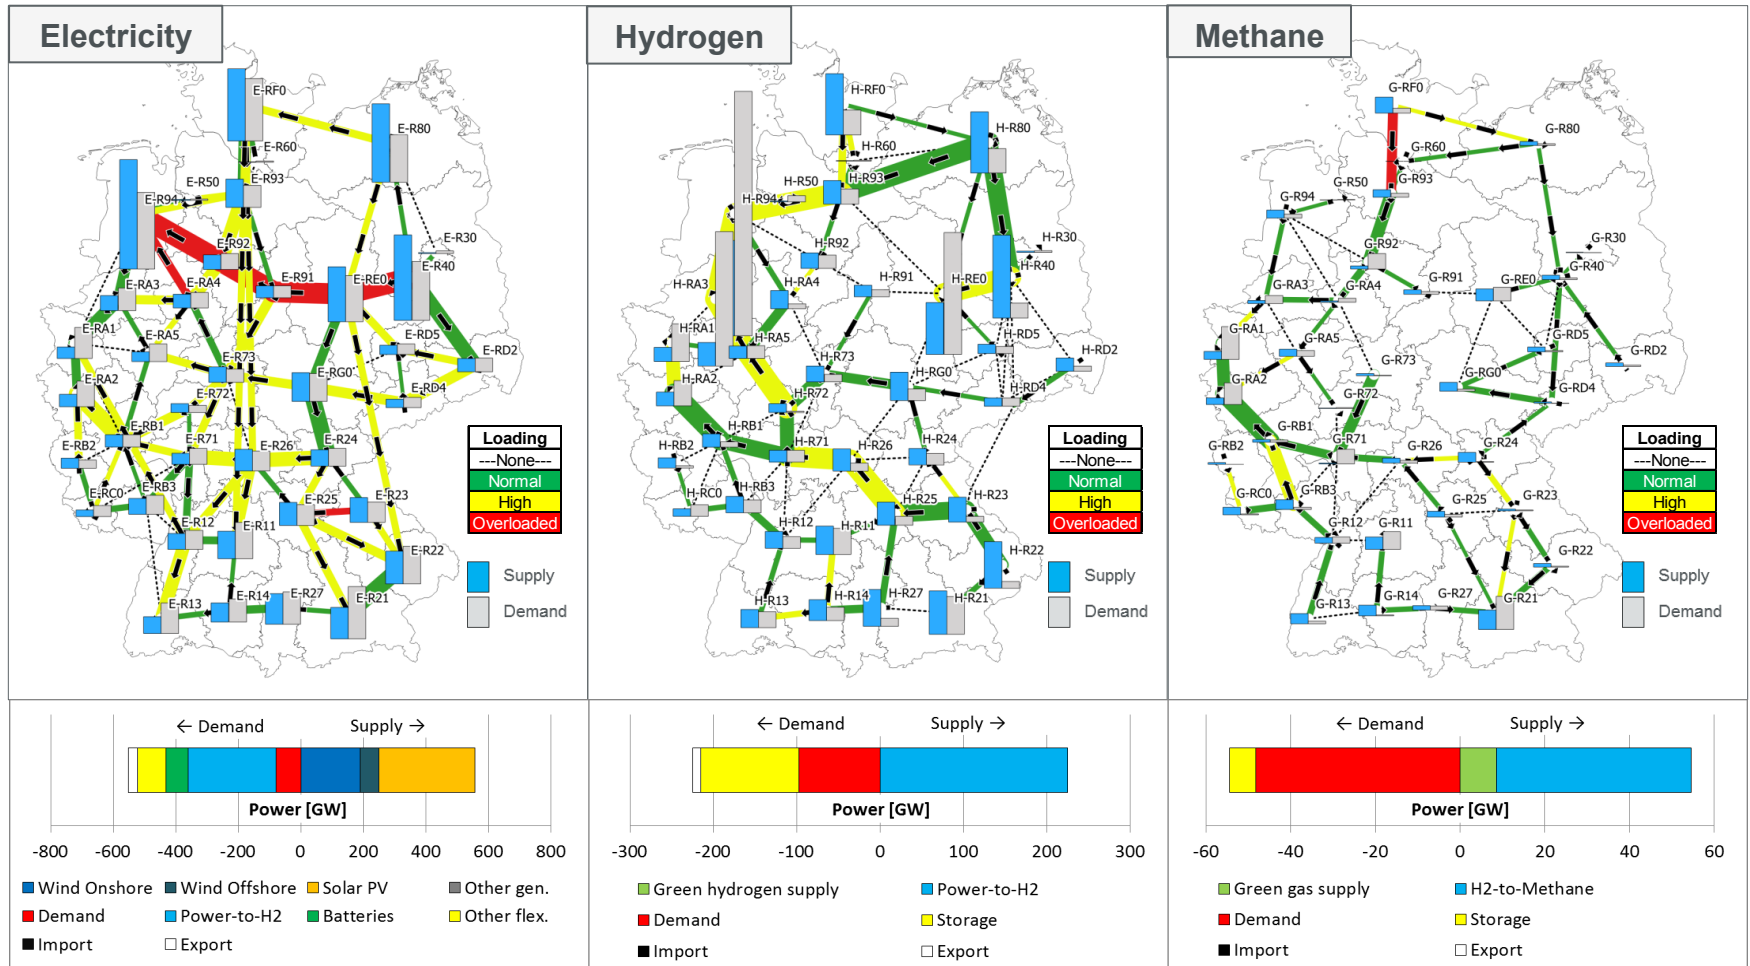 Electricity
E-RF0
E-R80
E-R60
E-R50
E-R93
E-R94
E-R92
E-R30
E-R40
E-R91
E-RE0
E-RA3
E-RA4
E-RA1
E-RA5
E-RD5
E-RD2
E-R73
E-RG0
E-RA2
E-R72
E-RD4
E-RB1
E-R71
E-R26
E-R24
E-RB2
E-RC0
E-RB3
E-R25
E-R23
E-R12
E-R11
E-R22
E-R13
E-R14
E-R27
E-R21
Loading
---None---
Normal
High
Overloaded
Supply
Demand
Hydrogen
H-RF0
H-R80
H-R60
H-R50
H-R93
H-R94
H-R92
H-R30
H-R40
H-R91
H-RE0
H-RA3
H-RA4
H-RA1
H-RA5
H-RD5
H-RD2
H-R73
H-RG0
H-RA2
H-R72
H-RD4
H-RB1
H-R71
H-R26
H-R24
H-RB2
H-RC0
H-RB3
H-R25
H-R23
H-R12
H-R11
H-R22
H-R13
H-R14
H-R27
H-R21
Loading
---None---
Normal
High
Overloaded
Supply
Demand
Methane
G-RF0
G-R80
G-R60
G-R50
G-R93
G-R94
G-R92
G-R30
G-R40
G-R91
G-RE0
G-RA3
G-RA4
G-RA1
G-RA5
G-RD5
G-RD2
G-R73
G-RG0
G-RA2
G-R72
G-RD4
G-RB1
G-R71
G-R26
G-R24
G-RB2
G-RC0
G-RB3
G-R25
G-R23
G-R12
G-R11
G-R22
G-R13
G-R14
G-R27
G-R21
Loading
---None---
Normal
High
Overloaded
Supply
Demand
← Demand Supply →
Power [GW]
-800 -600 -400 -200 0 200 400 600 800
Wind Onshore Wind Offshore Solar PV Other gen.
Demand Power-to-H2 Batteries Other flex.
Import Export
← Demand Supply →
Power [GW]
-300 -200 -100 0 100 200 300
Green hydrogen supply Power-to-H2
Demand Storage
Import Export
← Demand Supply →
Power [GW]
-60 -40 -20 0 20 40 60
Green gas supply H2-to-Methane
Demand Storage
Import Export